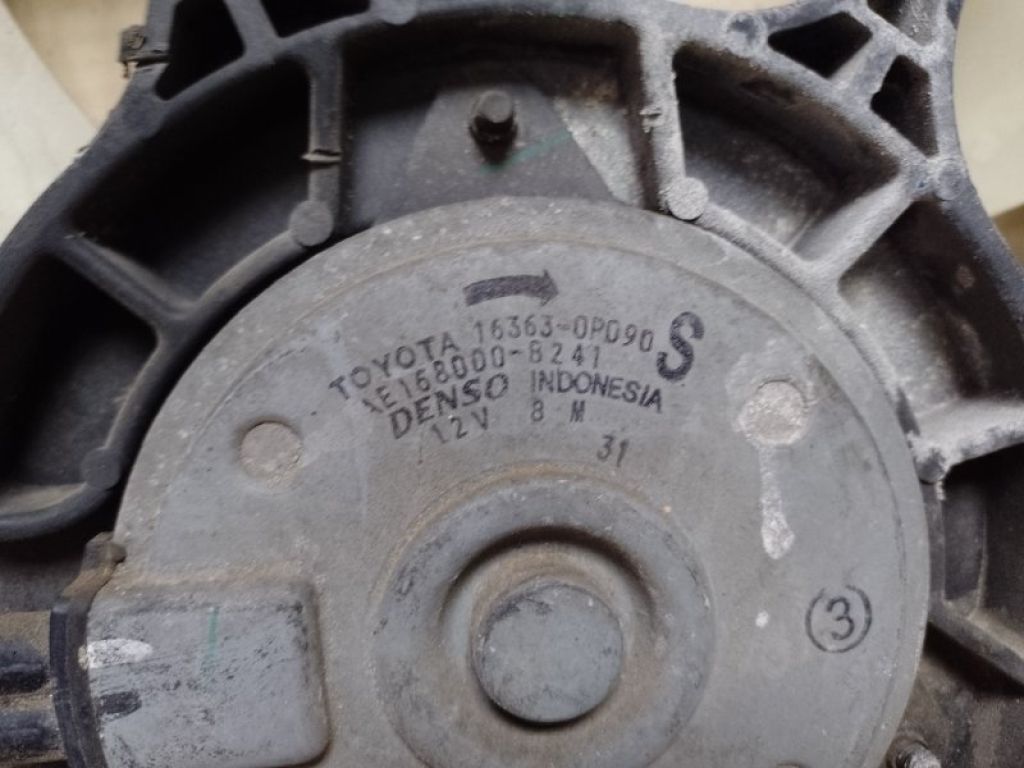 TOYOTA 16363-0P090 S
AE168000-8241
DENSO INDONESIA
12V 8 M
31
3